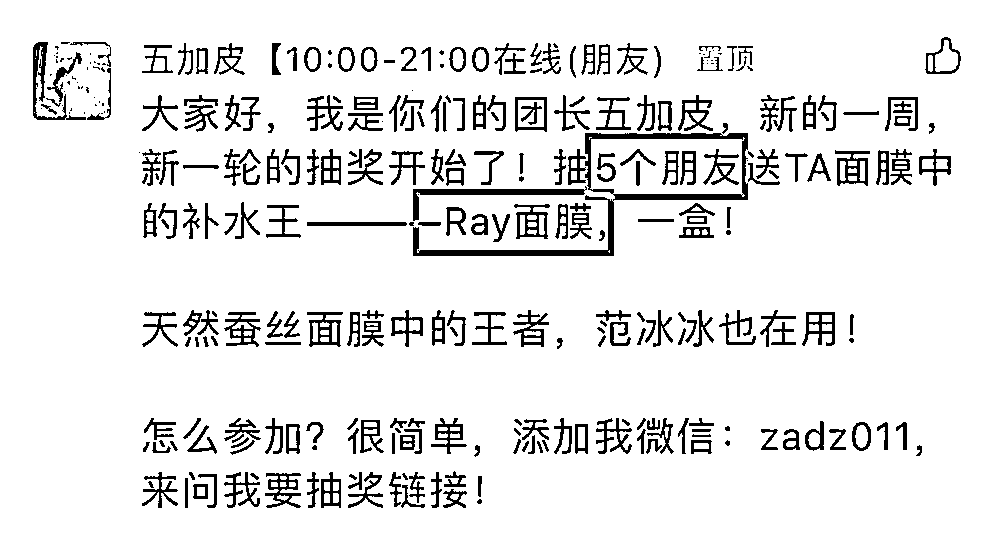 五加皮【10:00-21:00在线(朋友) 置顶
大家好，我是你们的团长五加皮，新的一周，
新一轮的抽奖开始了！抽5个朋友送TA面膜中
的补水王————Ray面膜，一盒！
天然蚕丝面膜中的王者，范冰冰也在用！
怎么参加？很简单，添加我微信：zadz011,
来问我要抽奖链接！